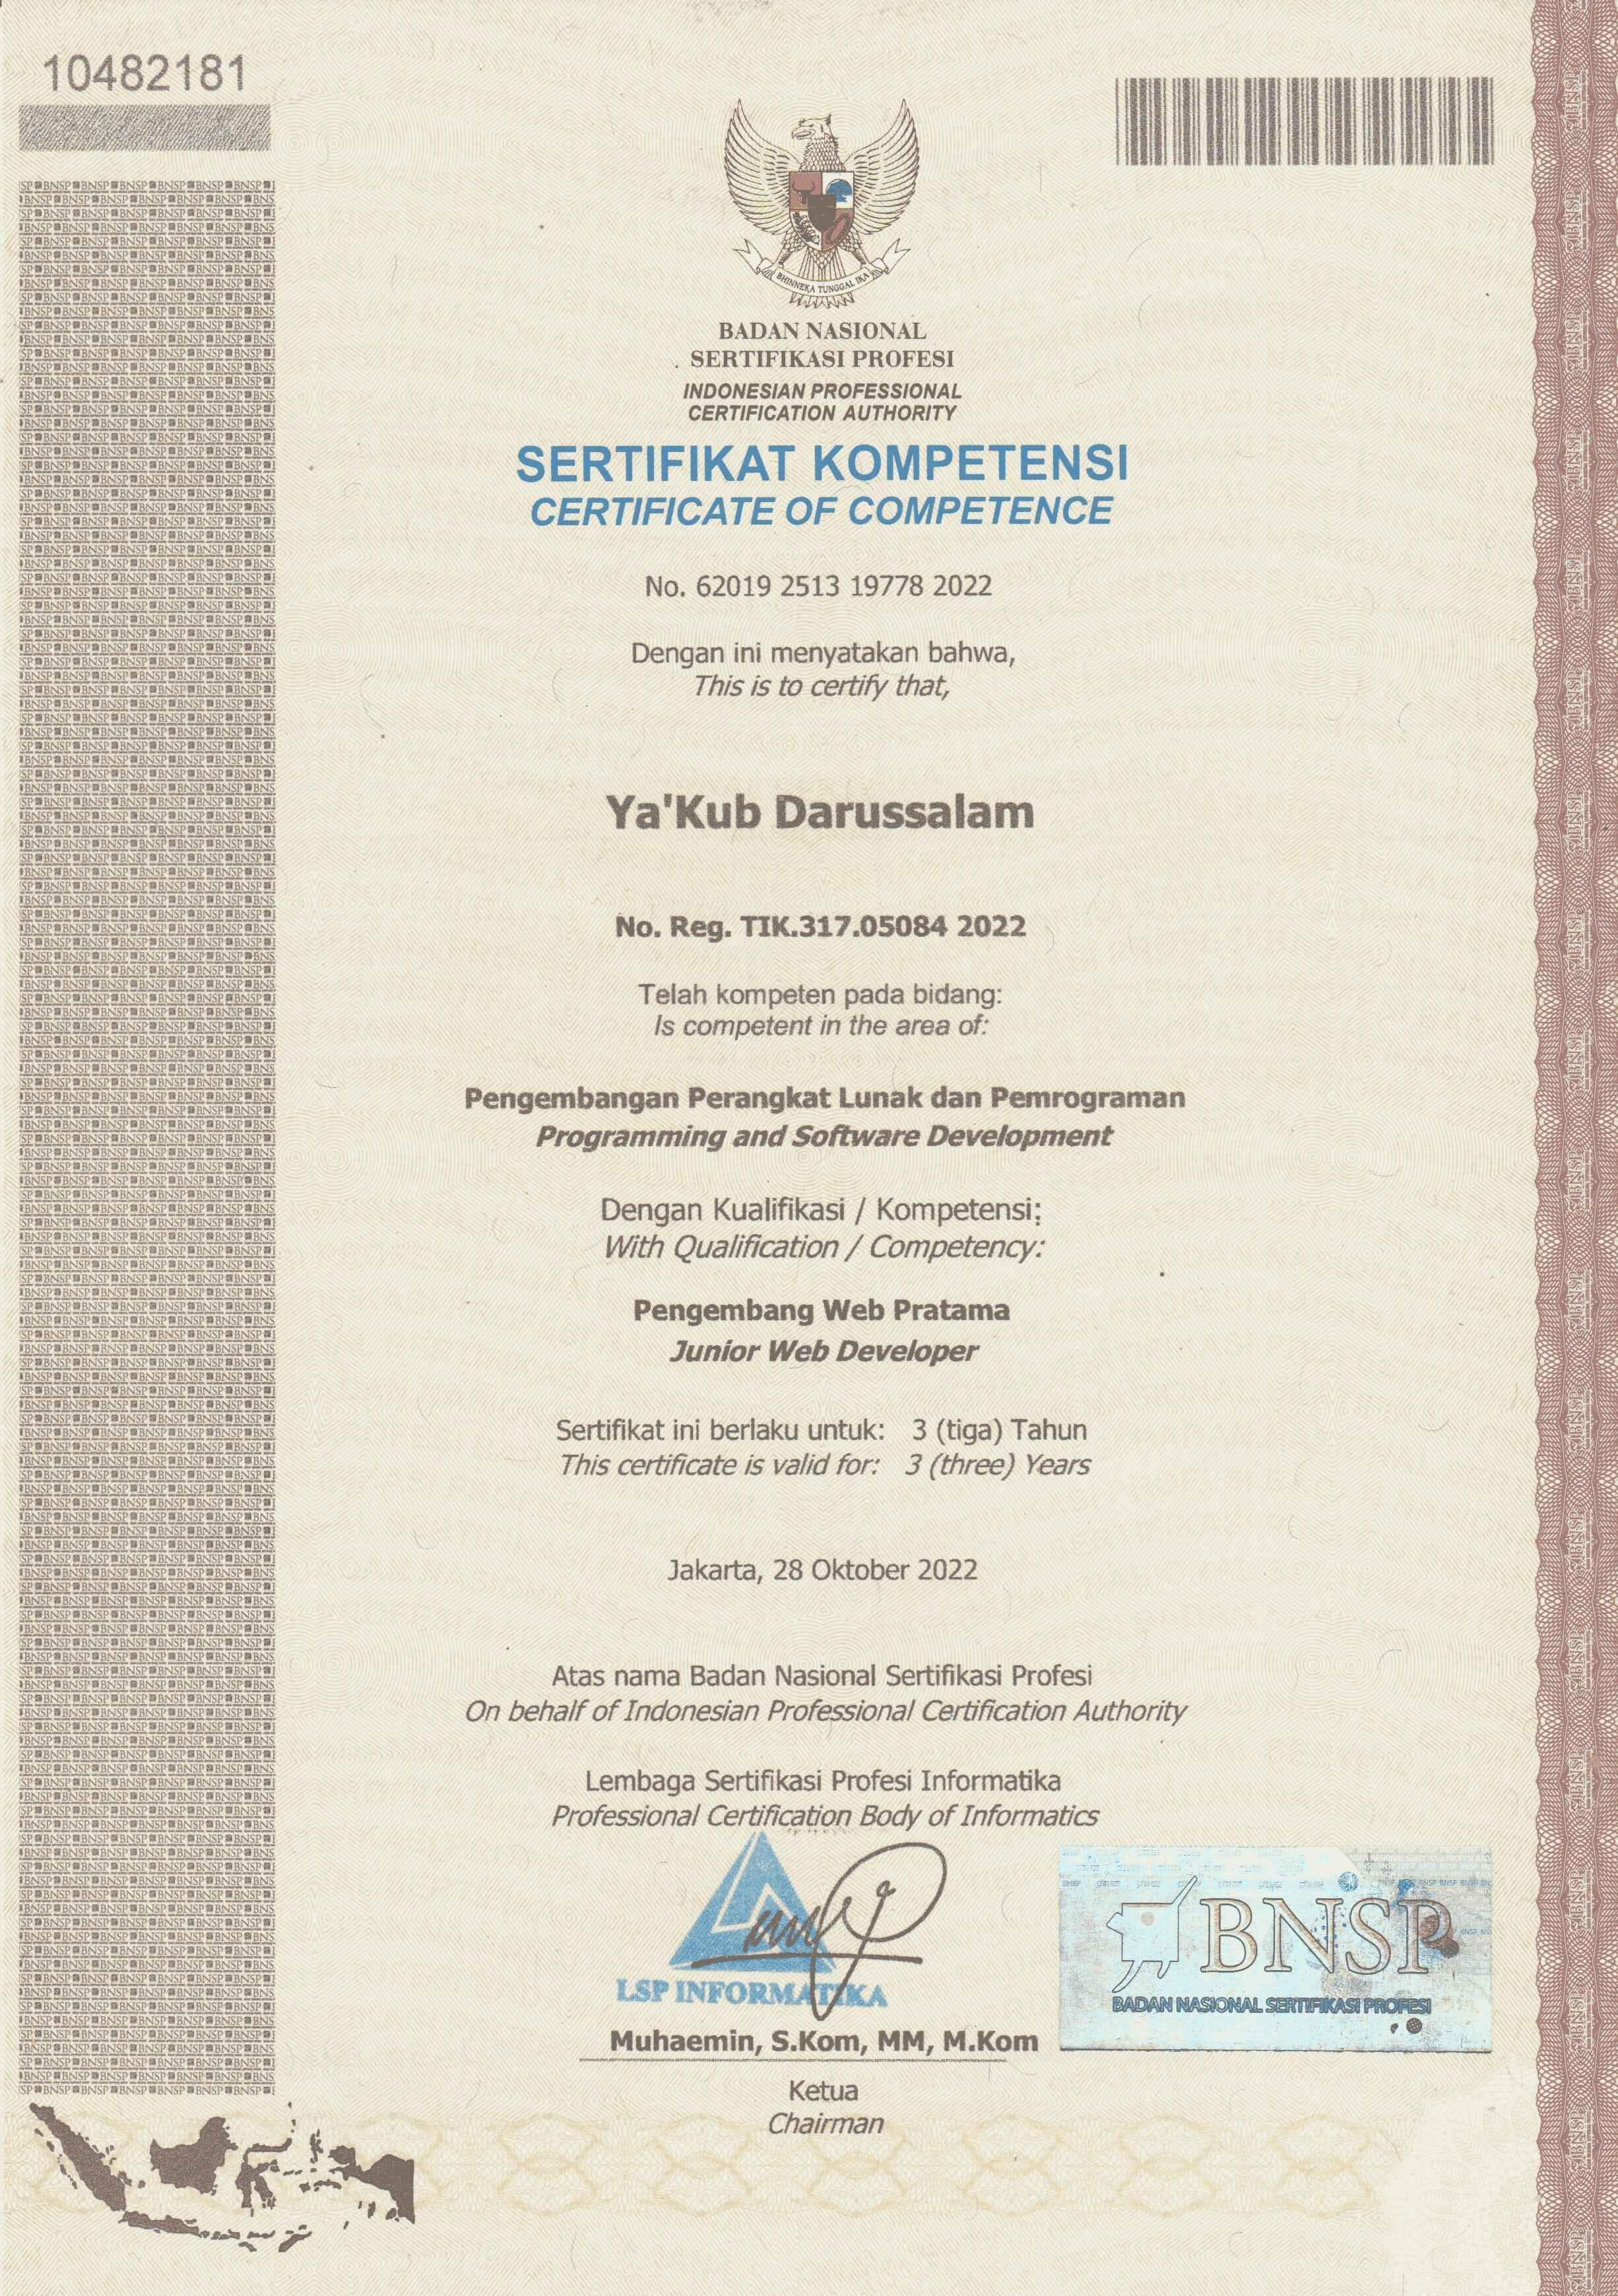 10482181
BHINNEKA TUNGGAL IKA
BADAN NASIONAL
SERTIFIKASI PROFESI
INDONESIAN PROFESSIONAL
CERTIFICATION AUTHORITY
SERTIFIKAT KOMPETENSI
CERTIFICATE OF COMPETENCE
No. 62019 2513 19778 2022
Dengan ini menyatakan bahwa,
This is to certify that,
Ya'Kub Darussalam
No. Reg. TIK.317.05084 2022
Telah kompeten pada bidang:
Is competent in the area of:
Pengembangan Perangkat Lunak dan Pemrograman
Programming and Software Development
Dengan Kualifikasi / Kompetensi:
With Qualification / Competency:
Pengembang Web Pratama
Junior Web Developer
Sertifikat ini berlaku untuk: 3 (tiga) Tahun
This certificate is valid for: 3 (three) Years
Jakarta, 28 Oktober 2022
Atas nama Badan Nasional Sertifikasi Profesi
On behalf of Indonesian Professional Certification Authority
Lembaga Sertifikasi Profesi Informatika
Professional Certification Body of Informatics
LSP INFORMATIKA
BNSP
BADAN NASIONAL SERTIFIKASI PROFESI
Muhaemin, S.Kom, MM, M.Kom
Ketua
Chairman